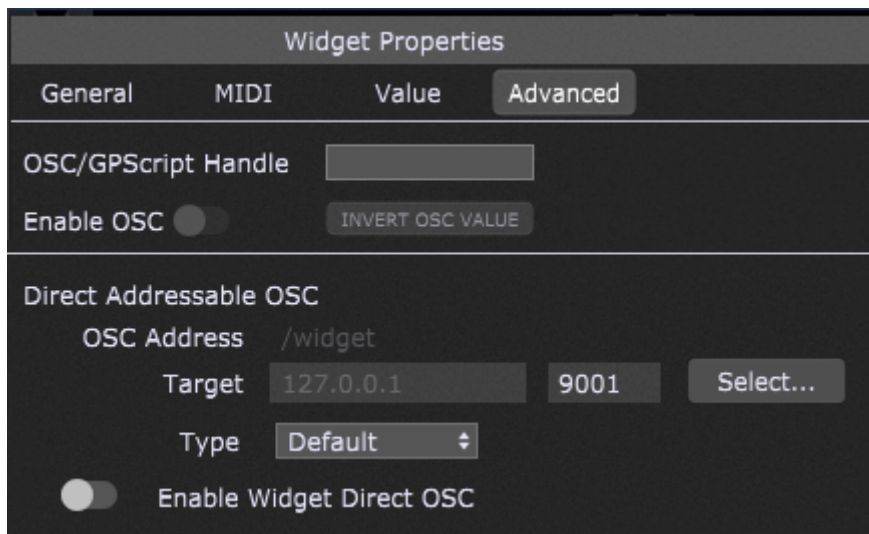 Widget Properties
General MIDI Value Advanced
OSC/GPScript Handle
Enable OSC INVERT OSC VALUE
Direct Addressable OSC
OSC Address /widget
Target 127.0.0.1 9001 Select...
Type Default
Enable Widget Direct OSC